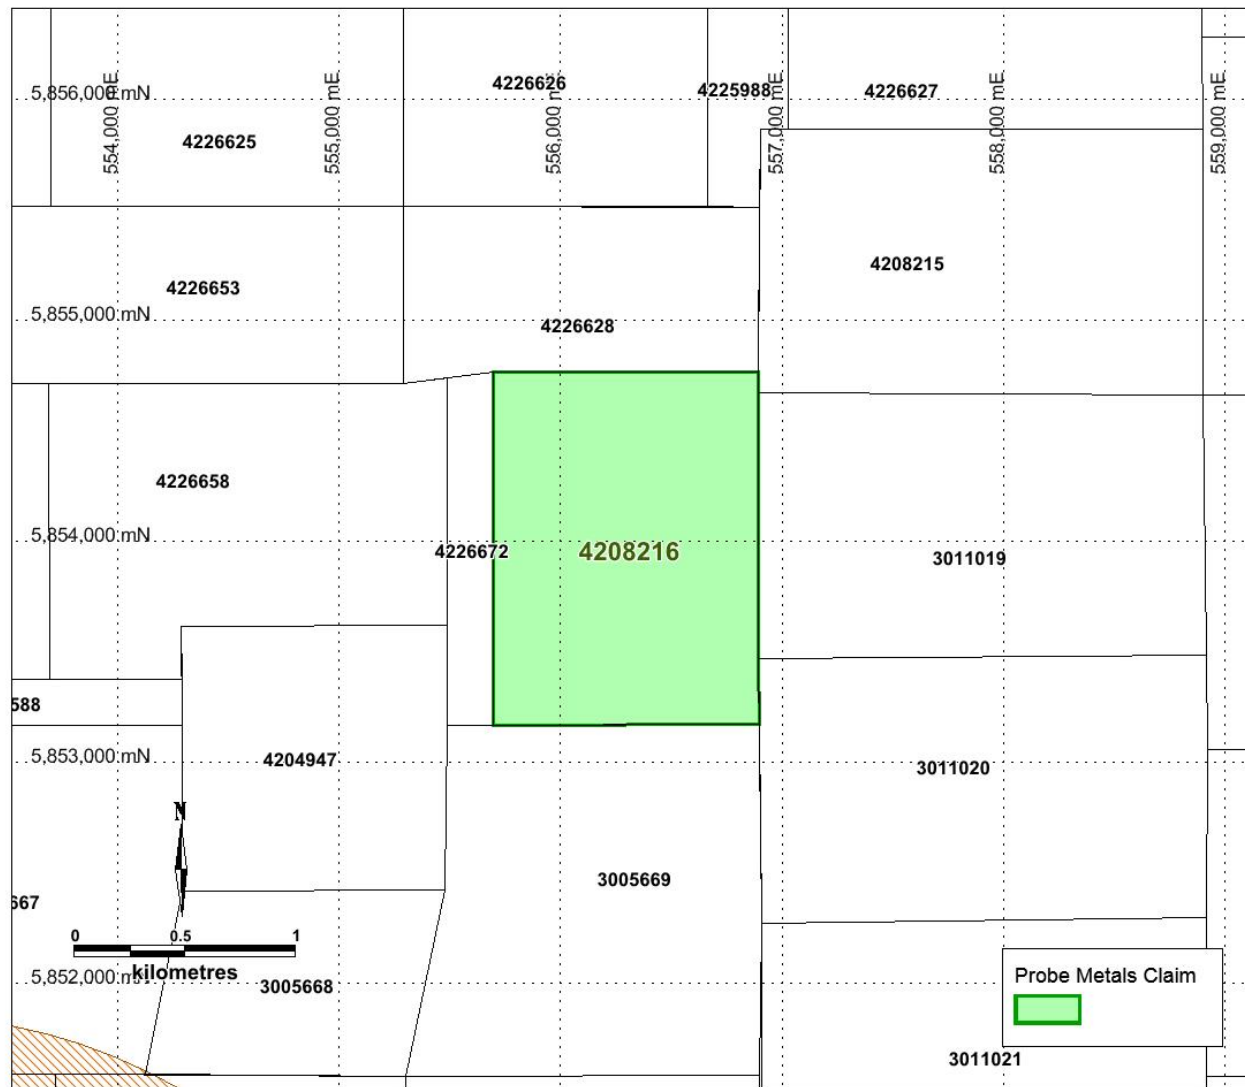 4226626
4225988
4226627
5,856,000 mN
554,000 mE
555,000 mE
556,000 mE
557,000 mE
558,000 mE
559,000 mE
4226625
4208215
4226653
5,855,000 mN
4226628
4226658
5,854,000 mN
4226672
4208216
3011019
588
5,853,000 mN
4204947
3011020
N
3005669
667
0 0.5 1
kilometres
5,852,000 mN
3005668
Probe Metals Claim
3011021